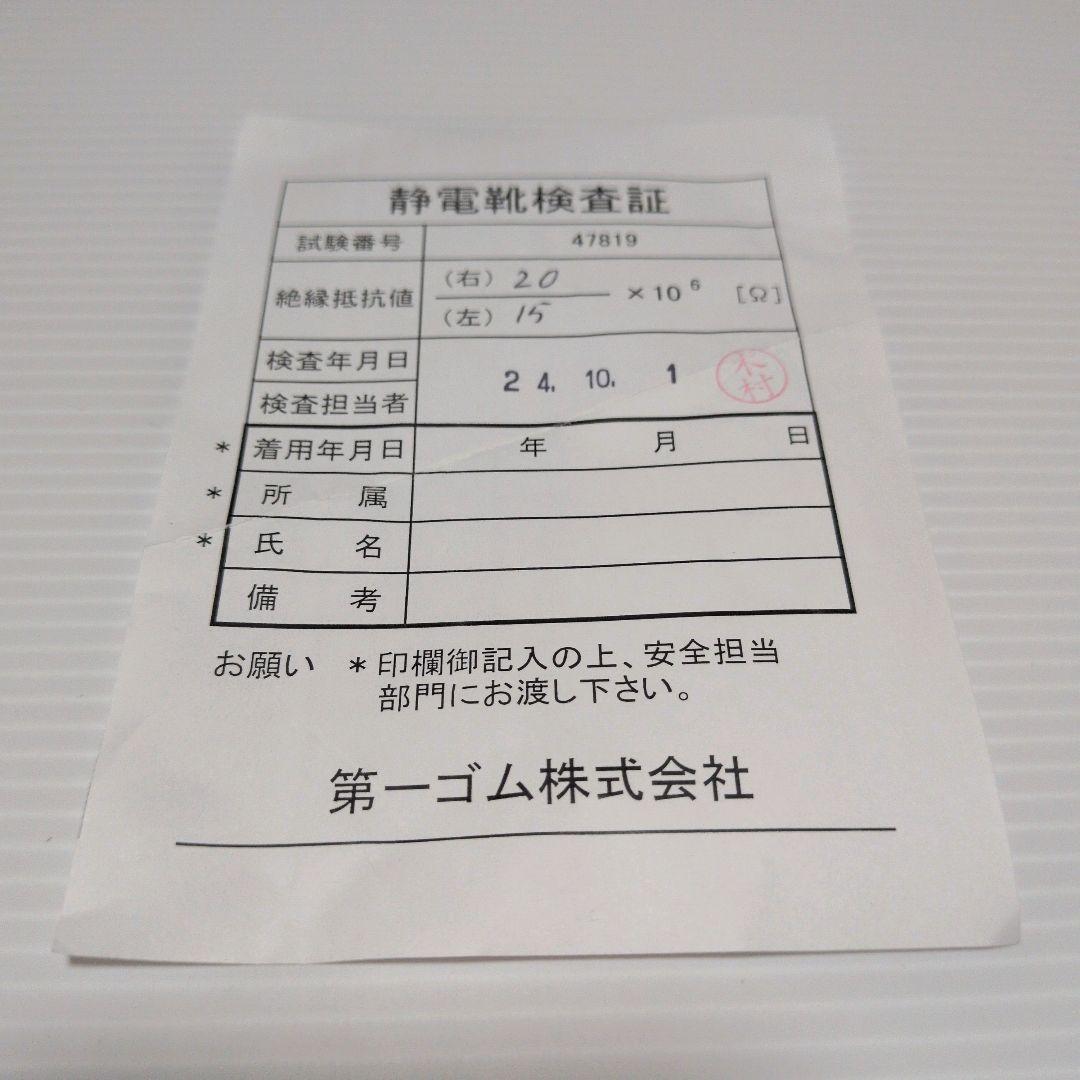 静電靴検査証
試験番号 47819
絶縁抵抗値 (右) 20 (左) 15 ×10⁶ [Ω]
検査年月日 24. 10. 1
検査担当者 木村
* 着用年月日 年 月 日
* 所属
* 氏名
備考
お願い * 印欄御記入の上、安全担当
部門にお渡し下さい。
第一ゴム株式会社